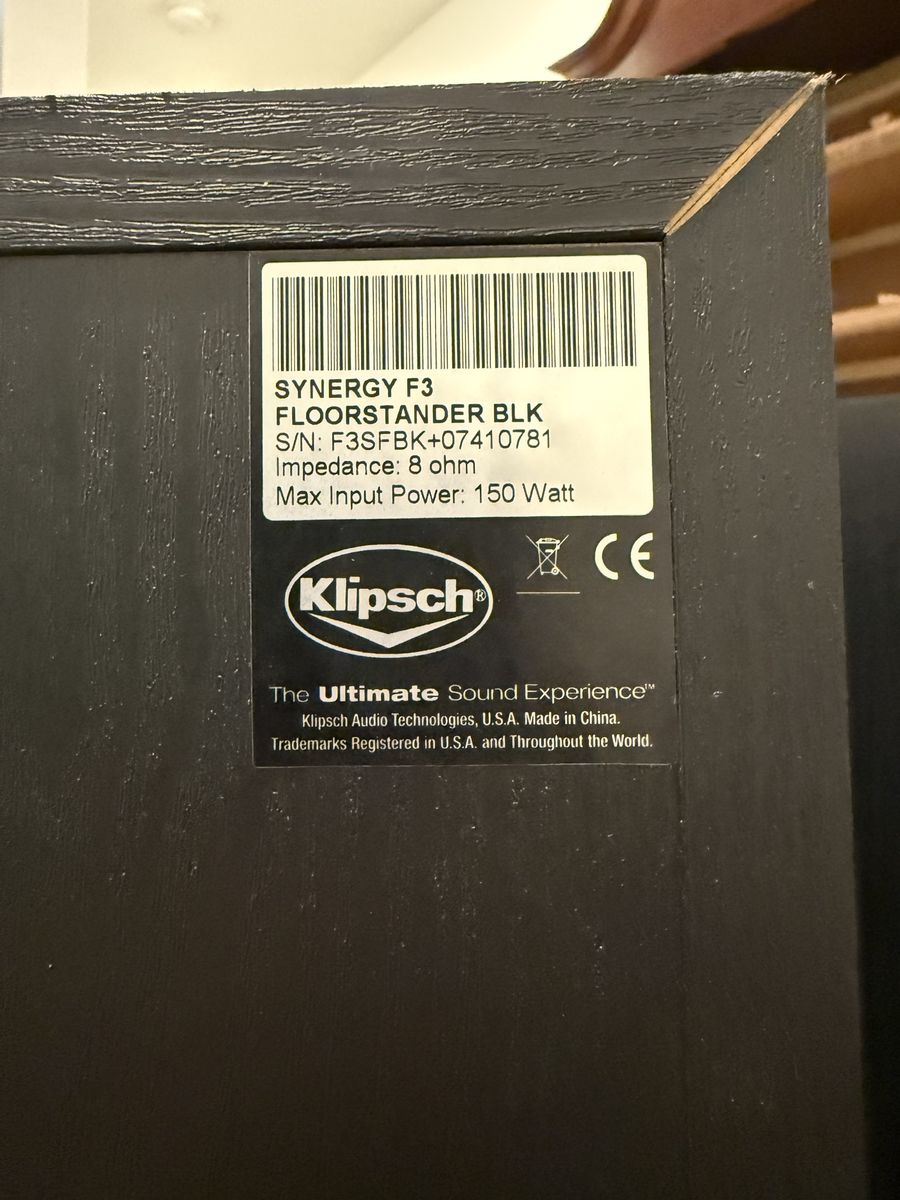 SYNERGY F3
FLOORSTANDER BLK
S/N: F3SFBK+07410781
Impedance: 8 ohm
Max Input Power: 150 Watt
CE
Klipsch®
The Ultimate Sound Experience™
Klipsch Audio Technologies, U.S.A. Made in China.
Trademarks Registered in U.S.A. and Throughout the World.